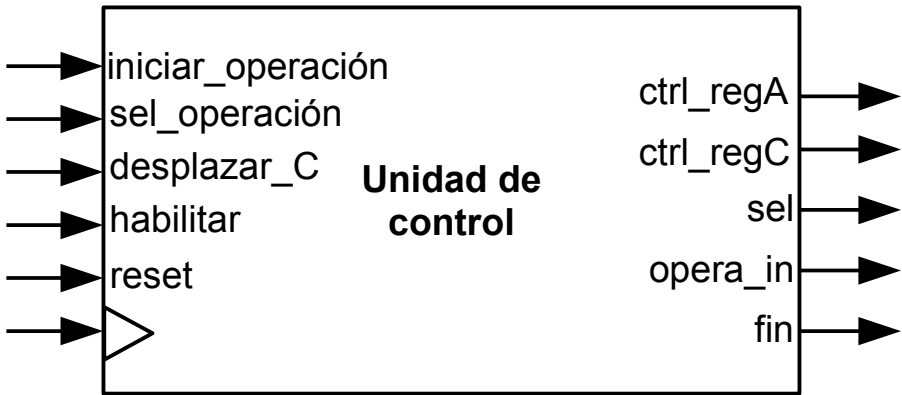 iniciar_operación
sel_operación
desplazar_C
habilitar
reset
Unidad de
control
ctrl_regA
ctrl_regC
sel
opera_in
fin